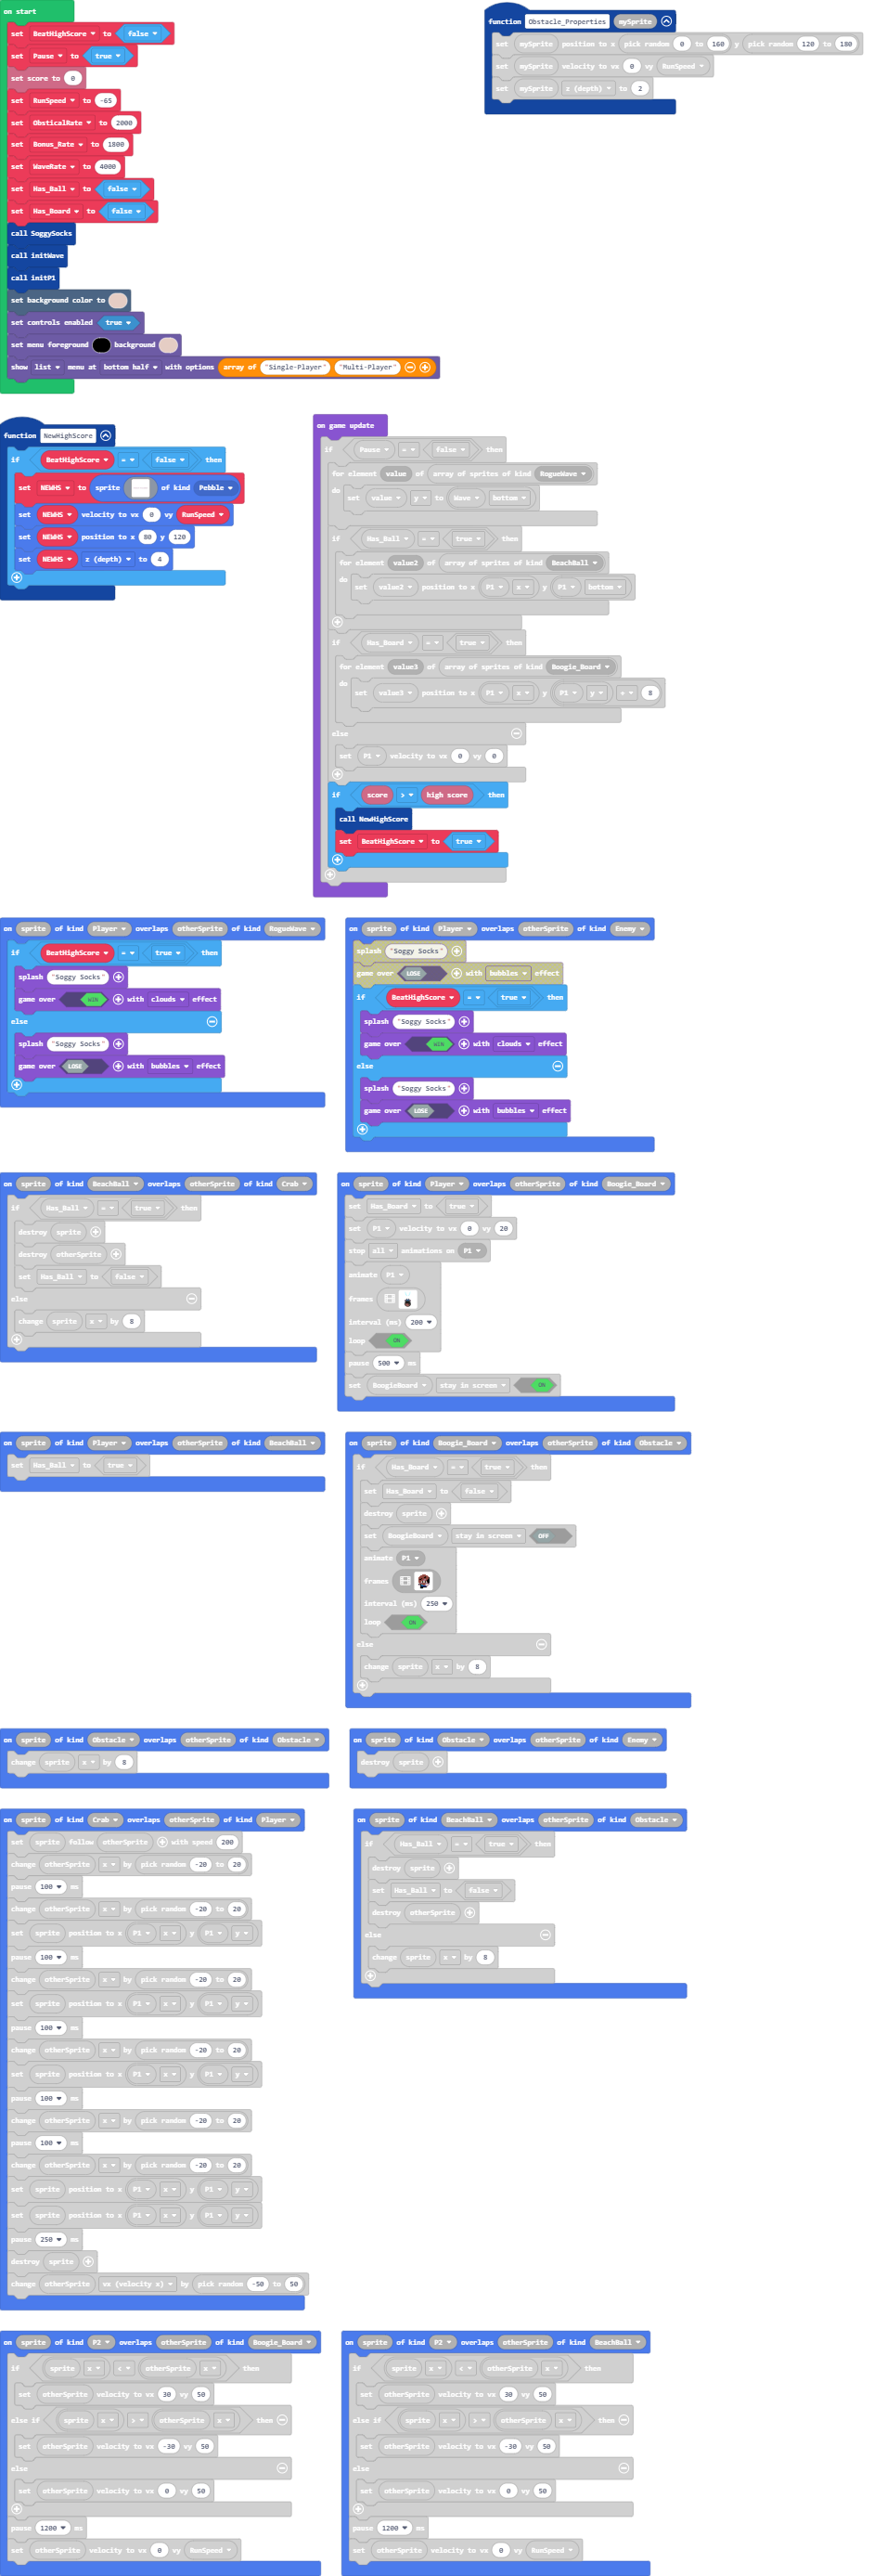 on start
set BeatHighScore to false
set Pause to true
set score to 0
set RunSpeed to -65
set ObsticalRate to 2000
set Bonus_Rate to 1800
set WaveRate to 4000
set Has_Ball to false
set Has_Board to false
call SoggySocks
call initWave
call initP1
set background color to
set controls enabled true
set menu foreground background
show list menu at bottom half with options array of "Single-Player" "Multi-Player"
function Obstacle_Properties mySprite
set mySprite position to x pick random 0 to 160 y pick random 120 to 180
set mySprite velocity to vx 0 vy RunSpeed
set mySprite z (depth) to 2
function NewHighScore
if BeatHighScore = false then
set NEWHS to sprite of kind Pebble
set NEWHS velocity to vx 0 vy RunSpeed
set NEWHS position to x 80 y 120
set NEWHS z (depth) to 4
on game update
if Pause = false then
for element value of array of sprites of kind RogueWave
do set value y to Wave bottom
if Has_Ball = true then
for element value2 of array of sprites of kind BeachBall
do set value2 position to x P1 x y P1 bottom
if Has_Board = true then
for element value3 of array of sprites of kind Boogie_Board
do set value3 position to x P1 x y P1 y + 8
else
set P1 velocity to vx 0 vy 0
if score > high score then
call NewHighScore
set BeatHighScore to true
on sprite of kind Player overlaps otherSprite of kind RogueWave
if BeatHighScore = true then
splash "Soggy Socks"
game over WIN with clouds effect
else
splash "Soggy Socks"
game over LOSE with bubbles effect
on sprite of kind Player overlaps otherSprite of kind Enemy
splash "Soggy Socks"
game over LOSE with bubbles effect
if BeatHighScore = true then
splash "Soggy Socks"
game over WIN with clouds effect
else
splash "Soggy Socks"
game over LOSE with bubbles effect
on sprite of kind BeachBall overlaps otherSprite of kind Crab
if Has_Ball = true then
destroy sprite
destroy otherSprite
set Has_Ball to false
else
change sprite x by 8
on sprite of kind Player overlaps otherSprite of kind Boogie_Board
set Has_Board to true
set P1 velocity to vx 0 vy 20
stop all animations on P1
animate P1
frames
interval (ms) 200
loop ON
pause 500 ms
set BoogieBoard stay in screen ON
on sprite of kind Player overlaps otherSprite of kind BeachBall
set Has_Ball to true
on sprite of kind Boogie_Board overlaps otherSprite of kind Obstacle
if Has_Board = true then
set Has_Board to false
destroy sprite
set BoogieBoard stay in screen OFF
animate P1
frames
interval (ms) 250
loop ON
else
change sprite x by 8
on sprite of kind Obstacle overlaps otherSprite of kind Obstacle
change sprite x by 8
on sprite of kind Obstacle overlaps otherSprite of kind Enemy
destroy sprite
on sprite of kind Crab overlaps otherSprite of kind Player
set sprite follow otherSprite with speed 200
change otherSprite x by pick random -20 to 20
pause 100 ms
change otherSprite x by pick random -20 to 20
set sprite position to x P1 x y P1 y
pause 100 ms
change otherSprite x by pick random -20 to 20
set sprite position to x P1 x y P1 y
pause 100 ms
change otherSprite x by pick random -20 to 20
set sprite position to x P1 x y P1 y
pause 100 ms
change otherSprite x by pick random -20 to 20
pause 100 ms
change otherSprite x by pick random -20 to 20
set sprite position to x P1 x y P1 y
set sprite position to x P1 x y P1 y
pause 250 ms
destroy sprite
change otherSprite vx (velocity x) by pick random -50 to 50
on sprite of kind BeachBall overlaps otherSprite of kind Obstacle
if Has_Ball = true then
destroy sprite
set Has_Ball to false
destroy otherSprite
else
change sprite x by 8
on sprite of kind P2 overlaps otherSprite of kind Boogie_Board
if sprite x < otherSprite x then
set otherSprite velocity to vx 30 vy 50
else if sprite x > otherSprite x then
set otherSprite velocity to vx -30 vy 50
else
set otherSprite velocity to vx 0 vy 50
pause 1200 ms
set otherSprite velocity to vx 0 vy RunSpeed
on sprite of kind P2 overlaps otherSprite of kind BeachBall
if sprite x < otherSprite x then
set otherSprite velocity to vx 30 vy 50
else if sprite x > otherSprite x then
set otherSprite velocity to vx -30 vy 50
else
set otherSprite velocity to vx 0 vy 50
pause 1200 ms
set otherSprite velocity to vx 0 vy RunSpeed